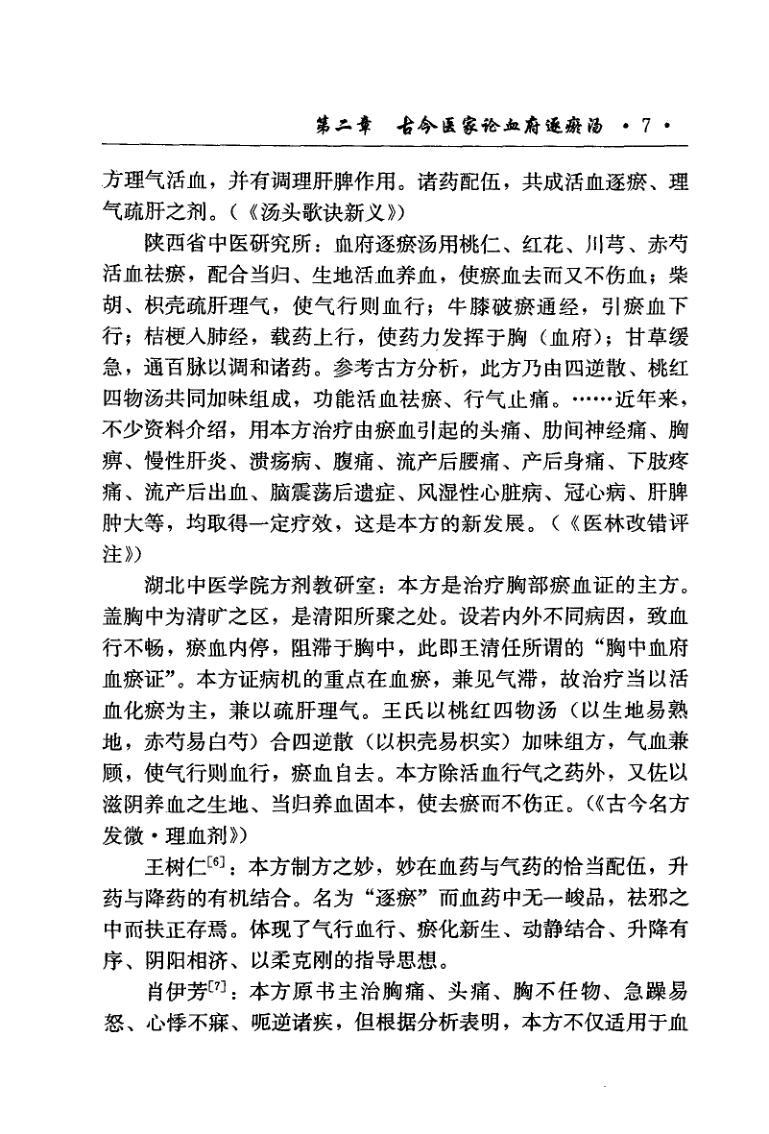 第二章 古今医家论血府逐瘀汤 ·7·
方理气活血，并有调理肝脾作用。诸药配伍，共成活血逐瘀、理
气疏肝之剂。（《汤头歌诀新义》）
陕西省中医研究所：血府逐瘀汤用桃仁、红花、川芎、赤芍
活血祛瘀，配合当归、生地活血养血，使瘀血去而又不伤血；柴
胡、枳壳疏肝理气，使气行则血行；牛膝破瘀通经，引瘀血下
行；桔梗入肺经，载药上行，使药力发挥于胸（血府）；甘草缓
急，通百脉以调和诸药。参考古方分析，此方乃由四逆散、桃红
四物汤共同加味组成，功能活血祛瘀、行气止痛。……近年来，
不少资料介绍，用本方治疗由瘀血引起的头痛、肋间神经痛、胸
痹、慢性肝炎、溃疡病、腹痛、流产后腰痛、产后身痛、下肢疼
痛、流产后出血、脑震荡后遗症、风湿性心脏病、冠心病、肝脾
肿大等，均取得一定疗效，这是本方的新发展。（《医林改错评
注》）
湖北中医学院方剂教研室：本方是治疗胸部瘀血证的主方。
盖胸中为清旷之区，是清阳所聚之处。设若内外不同病因，致血
行不畅，瘀血内停，阻滞于胸中，此即王清任所谓的“胸中血府
血瘀证”。本方证病机的重点在血瘀，兼见气滞，故治疗当以活
血化瘀为主，兼以疏肝理气。王氏以桃红四物汤（以生地易熟
地，赤芍易白芍）合四逆散（以枳壳易枳实）加味组方，气血兼
顾，使气行则血行，瘀血自去。本方除活血行气之药外，又佐以
滋阴养血之生地、当归养血固本，使去瘀而不伤正。（《古今名方
发微·理血剂》）
王树仁[6]：本方制方之妙，妙在血药与气药的恰当配伍，升
药与降药的有机结合。名为“逐瘀”而血药中无一峻品，祛邪之
中而扶正存焉。体现了气行血行、瘀化新生、动静结合、升降有
序、阴阳相济、以柔克刚的指导思想。
肖伊芳[7]：本方原书主治胸痛、头痛、胸不任物、急躁易
怒、心悸不寐、呃逆诸疾，但根据分析表明，本方不仅适用于血